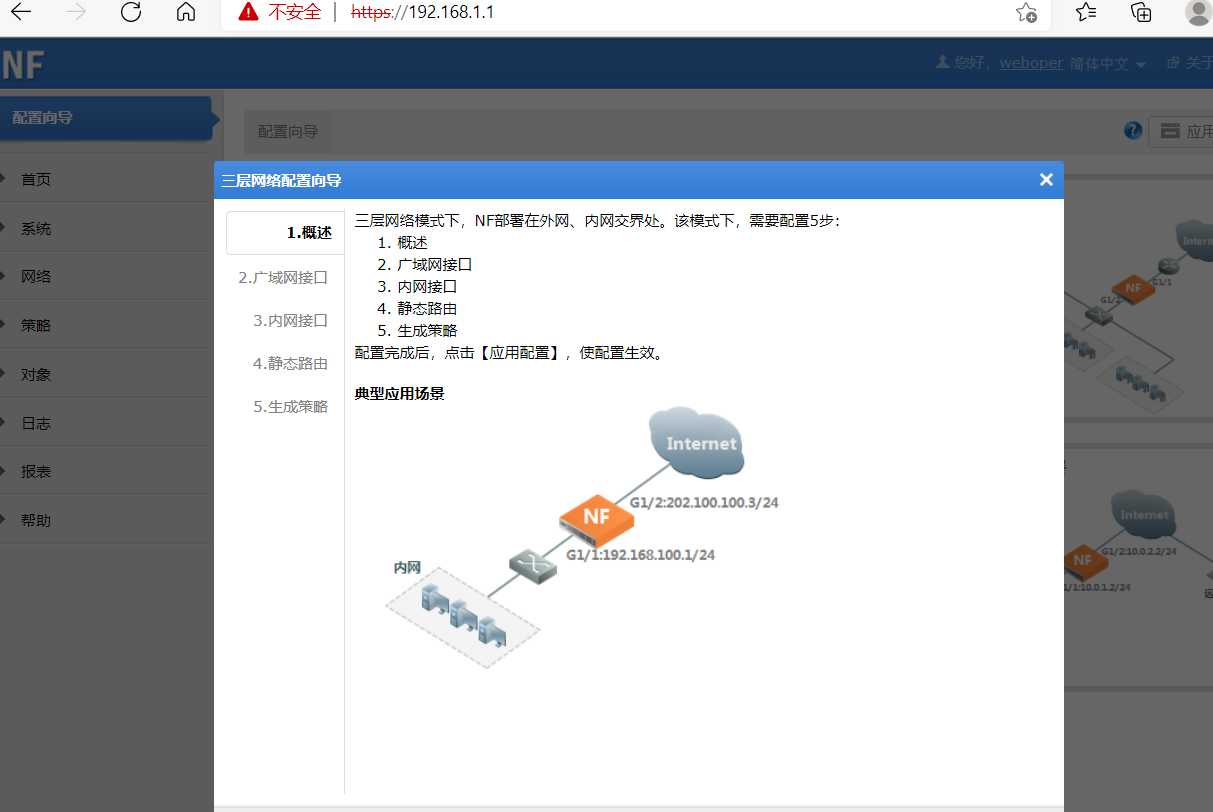 不安全 | https://192.168.1.1
NF
您好，weboper 简体中文 关于
配置向导
配置向导
应用
首页
系统
网络
策略
对象
日志
报表
帮助
三层网络配置向导
1.概述
2.广域网接口
3.内网接口
4.静态路由
5.生成策略
三层网络模式下，NF部署在外网、内网交界处。该模式下，需要配置5步：
1. 概述
2. 广域网接口
3. 内网接口
4. 静态路由
5. 生成策略
配置完成后，点击【应用配置】，使配置生效。
典型应用场景
Internet
G1/2:202.100.100.3/24
NF
G1/1:192.168.100.1/24
内网
Intern
G1/1
NF
G1/2
Internet
G1/2:10.0.2.2/24
NF
1/1:10.0.1.2/24